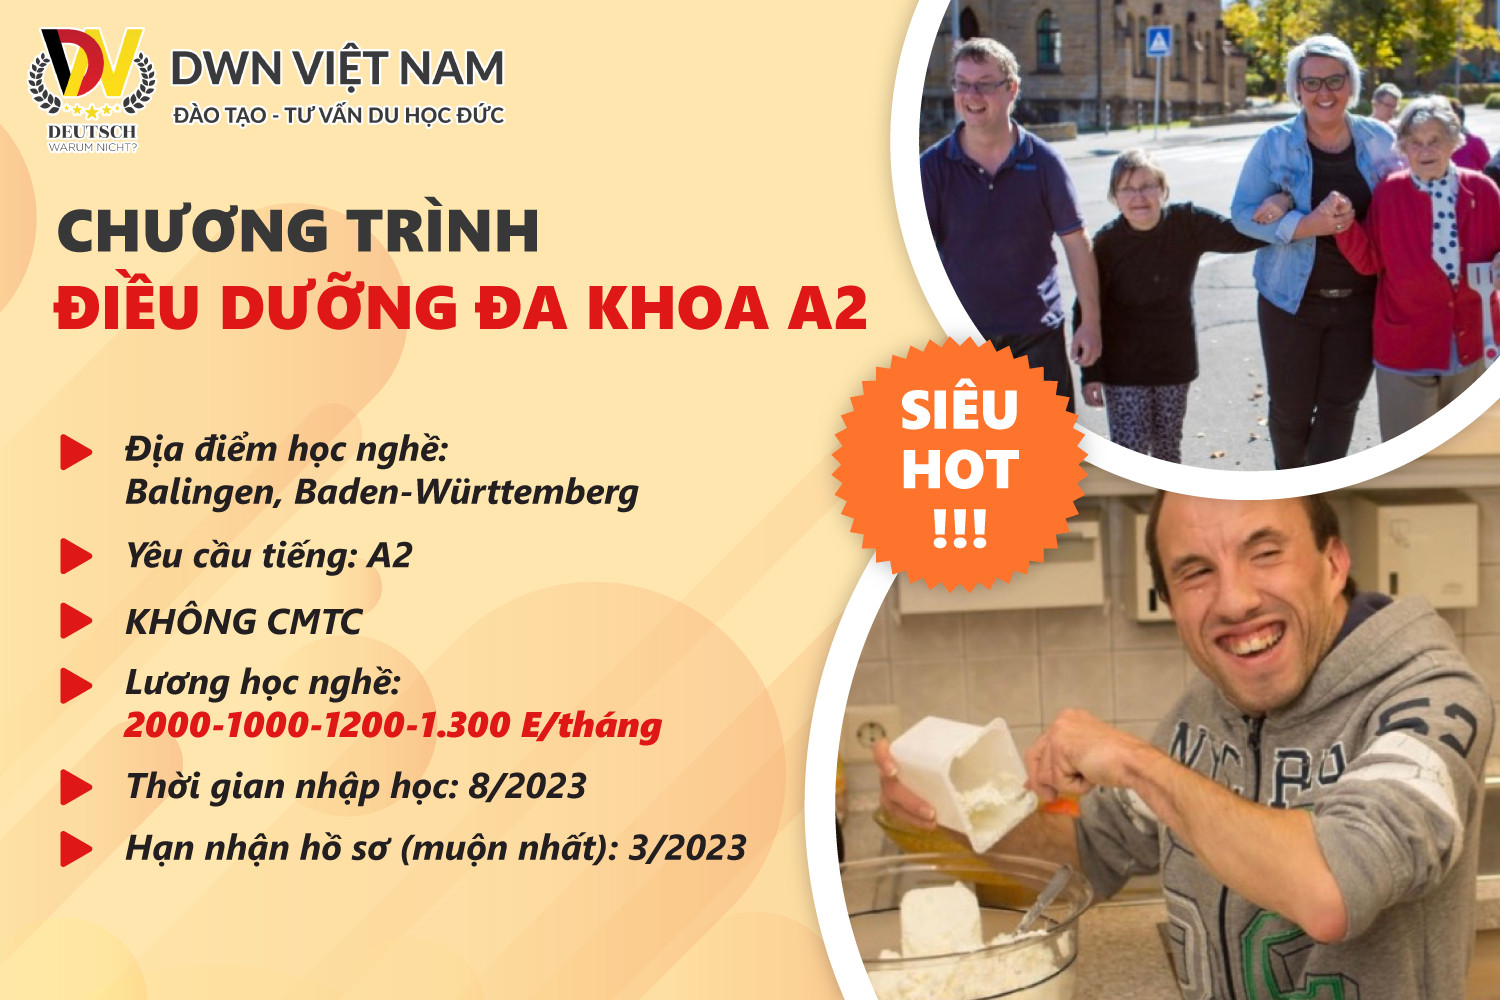 DEUTSCH
WARUM NICHT?
DWN VIỆT NAM
ĐÀO TẠO - TƯ VẤN DU HỌC ĐỨC
CHƯƠNG TRÌNH
ĐIỀU DƯỠNG ĐA KHOA A2
SIÊU
HOT
!!!
Địa điểm học nghề:
Balingen, Baden-Württemberg
Yêu cầu tiếng: A2
KHÔNG CMTC
Lương học nghề:
2000-1000-1200-1.300 E/tháng
Thời gian nhập học: 8/2023
Hạn nhận hồ sơ (muộn nhất): 3/2023